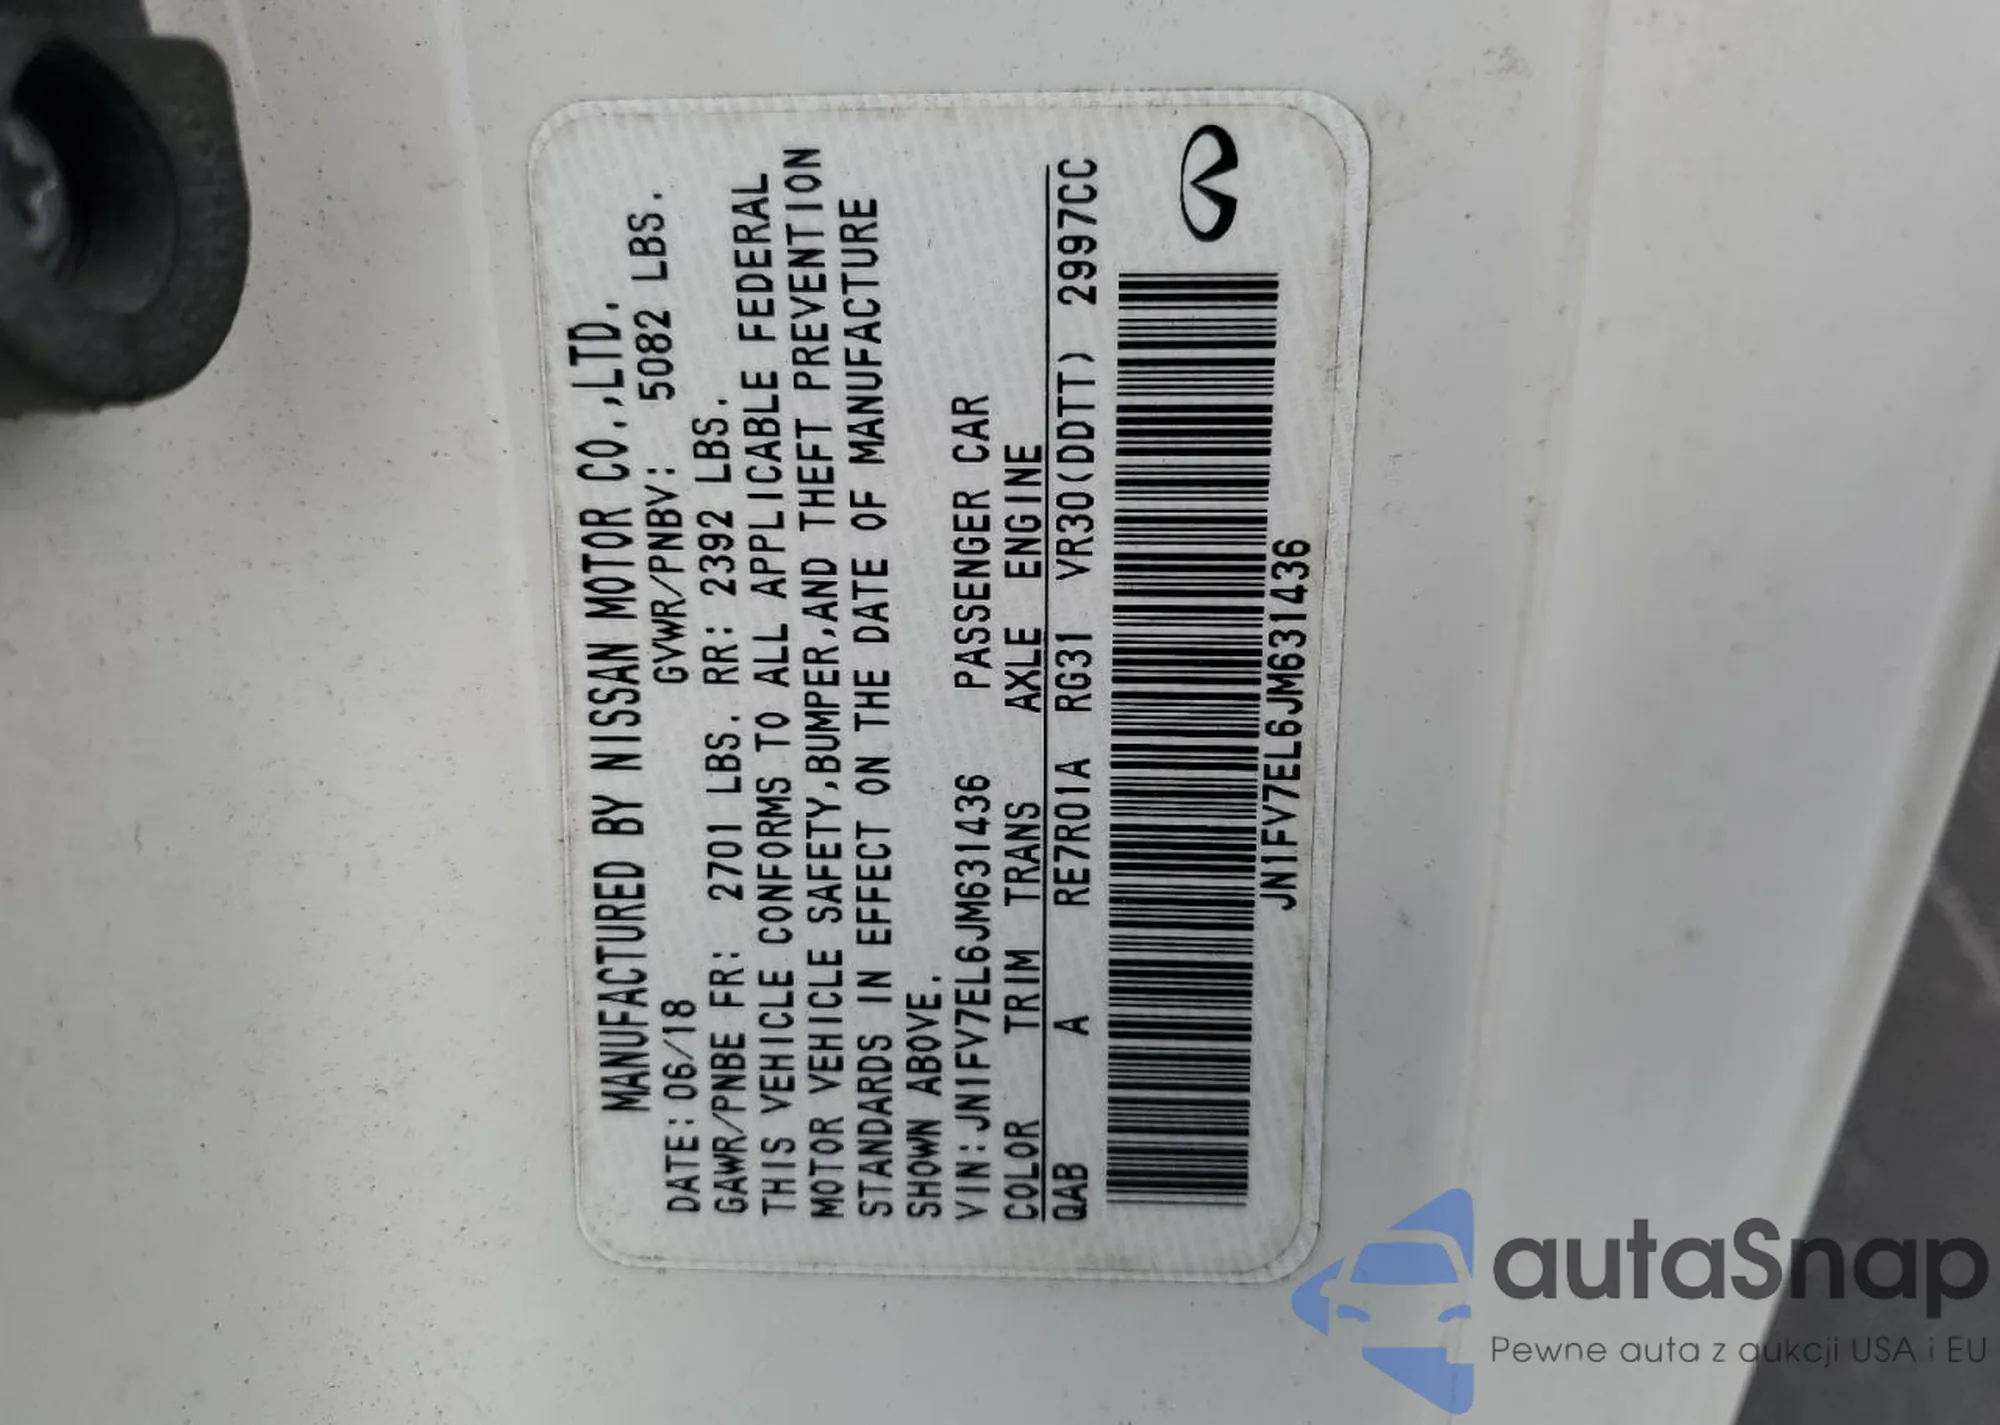 MANUFACTURED BY NISSAN MOTOR CO.,LTD.
DATE:06/18 GVWR/PNBV: 5082 LBS.
GAWR/PNBE FR: 2701 LBS. RR: 2392 LBS.
THIS VEHICLE CONFORMS TO ALL APPLICABLE FEDERAL
MOTOR VEHICLE SAFETY,BUMPER,AND THEFT PREVENTION
STANDARDS IN EFFECT ON THE DATE OF MANUFACTURE
SHOWN ABOVE.
VIN:JN1FV7EL6JM631436 PASSENGER CAR
COLOR TRIM TRANS AXLE ENGINE
QAB A RE7R01A RG31 VR30(DDTT) 2997CC
JN1FV7EL6JM631436
autaSnap
Pewne auta z aukcji USA i EU